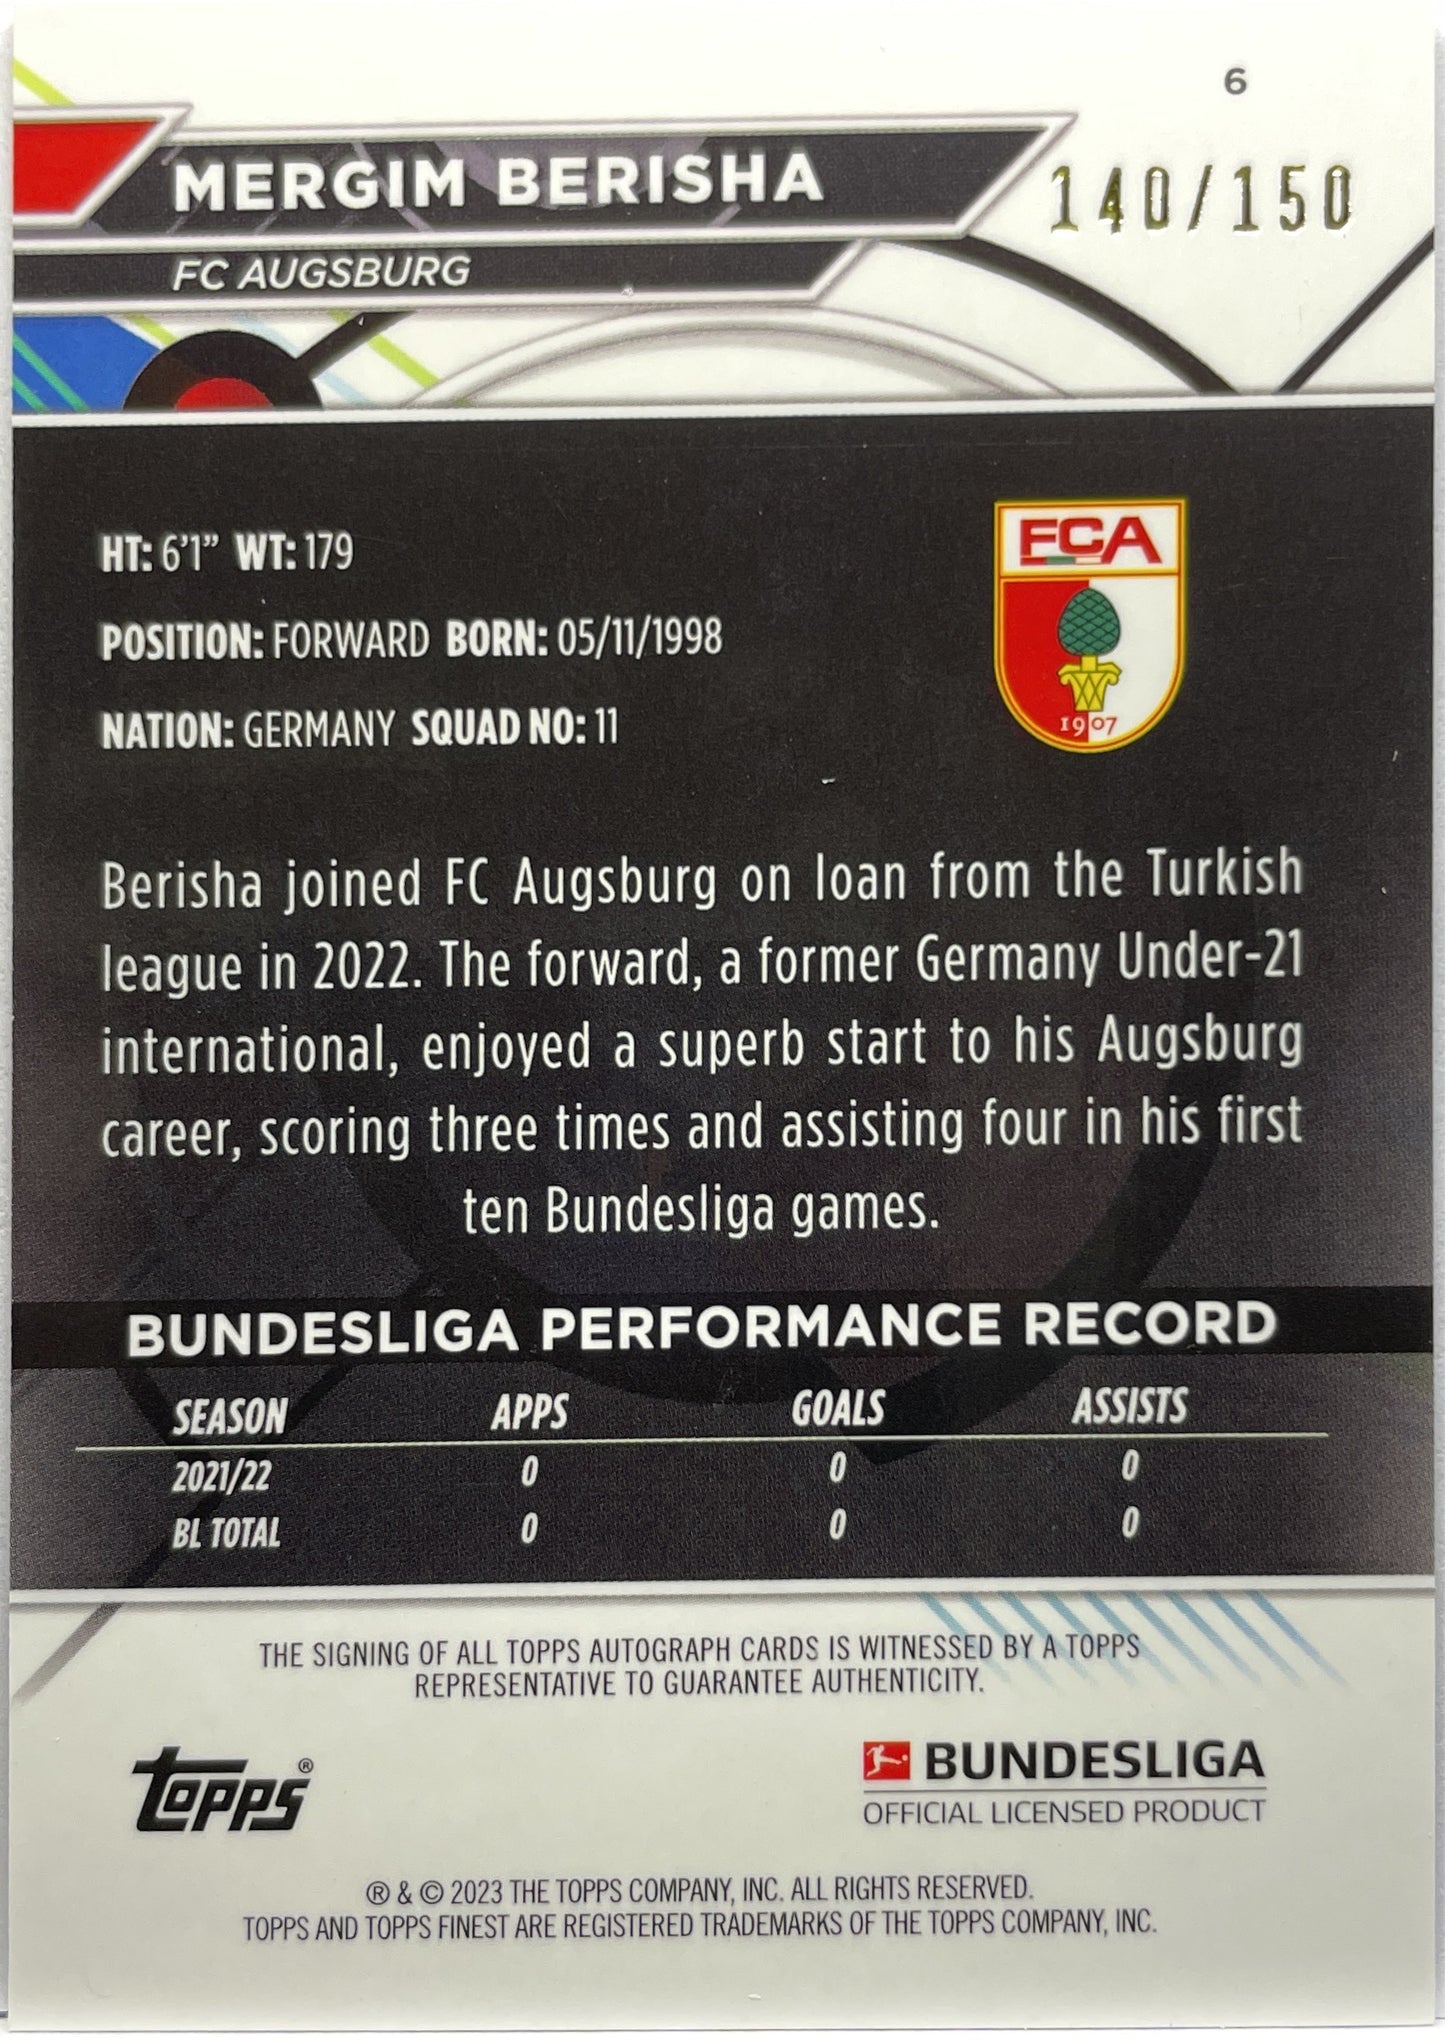 6
MERGIM BERISHA
140/150
FC AUGSBURG
HT: 6'1” WT: 179
FCA
POSITION: FORWARD BORN: 05/11/1998
NATION: GERMANY SQUAD NO: 11
1907
Berisha joined FC Augsburg on loan from the Turkish
league in 2022. The forward, a former Germany Under-21
international, enjoyed a superb start to his Augsburg
career, scoring three times and assisting four in his first
ten Bundesliga games.
BUNDESLIGA PERFORMANCE RECORD
SEASON APPS GOALS ASSISTS
2021/22 0 0 0
BL TOTAL 0 0 0
THE SIGNING OF ALL TOPPS AUTOGRAPH CARDS IS WITNESSED BY A TOPPS
REPRESENTATIVE TO GUARANTEE AUTHENTICITY.
TOPPS®
BUNDESLIGA
OFFICIAL LICENSED PRODUCT
® & © 2023 THE TOPPS COMPANY, INC. ALL RIGHTS RESERVED.
TOPPS AND TOPPS FINEST ARE REGISTERED TRADEMARKS OF THE TOPPS COMPANY, INC.